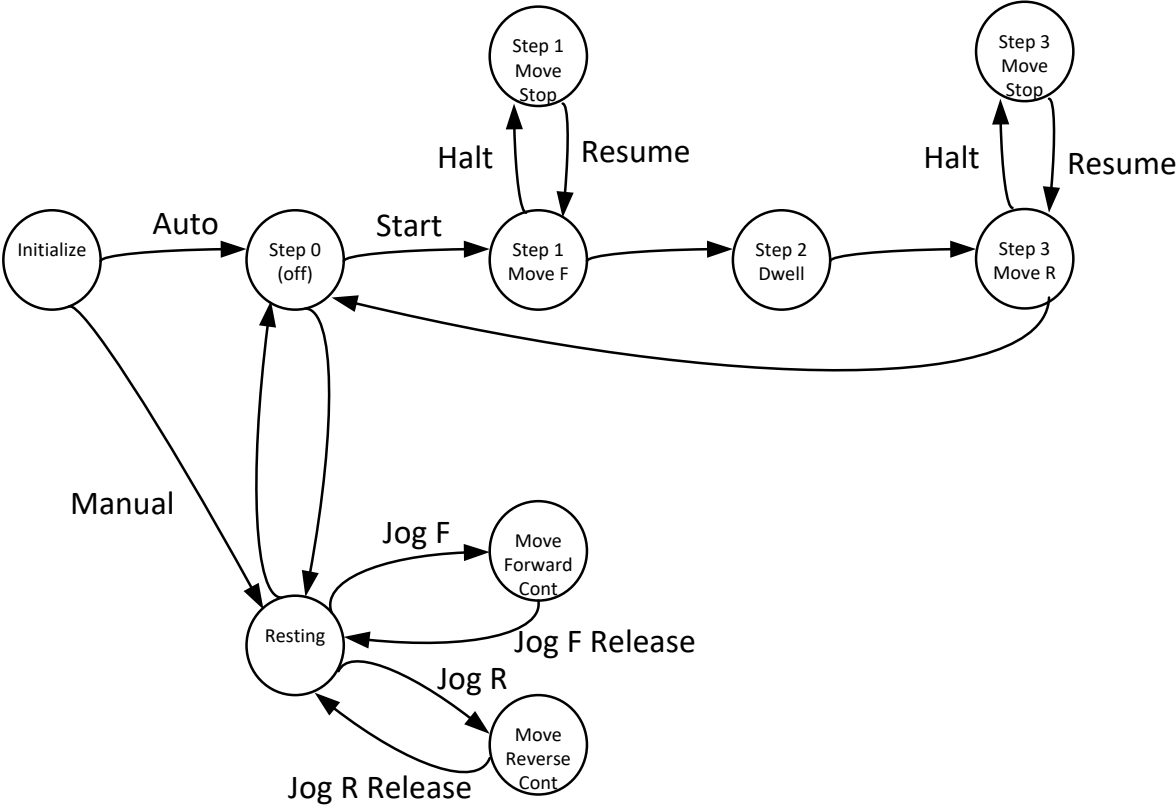 Step 1
Move
Stop
Step 3
Move
Stop
Halt
Resume
Halt
Resume
Auto
Start
Initialize
Step 0
(off)
Step 1
Move F
Step 2
Dwell
Step 3
Move R
Manual
Jog F
Move
Forward
Cont
Resting
Jog F Release
Jog R
Move
Reverse
Cont
Jog R Release